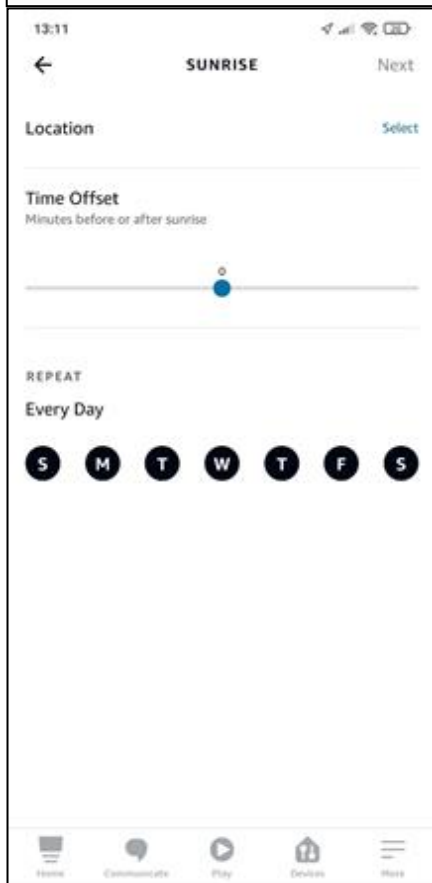 13:11
SUNRISE
Next
Location
Select
Time Offset
Minutes before or after sunrise
0
REPEAT
Every Day
S M T W T F S
Home Communicate Play Devices More